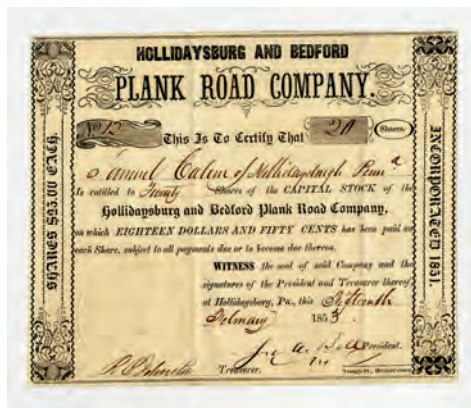 HOLLIDAYSBURG AND BEDFORD
PLANK ROAD COMPANY.
No 12 This Is To Certify That 20 Shares
Samuel Calvin of Hollidaysburgh Penna
Is entitled to Twenty Shares of the CAPITAL STOCK of the
Hollidaysburg and Bedford Plank Road Company,
on which EIGHTEEN DOLLARS AND FIFTY CENTS has been paid on
each Share, subject to all payments due or to become due thereon.
WITNESS the seal of said Company and the
signatures of the President and Treasurer thereof
at Hollidaysburg, Pa., this
February 1853
President.
Treasurer.
SHARES $25.00 EACH.
INCORPORATED 1851.